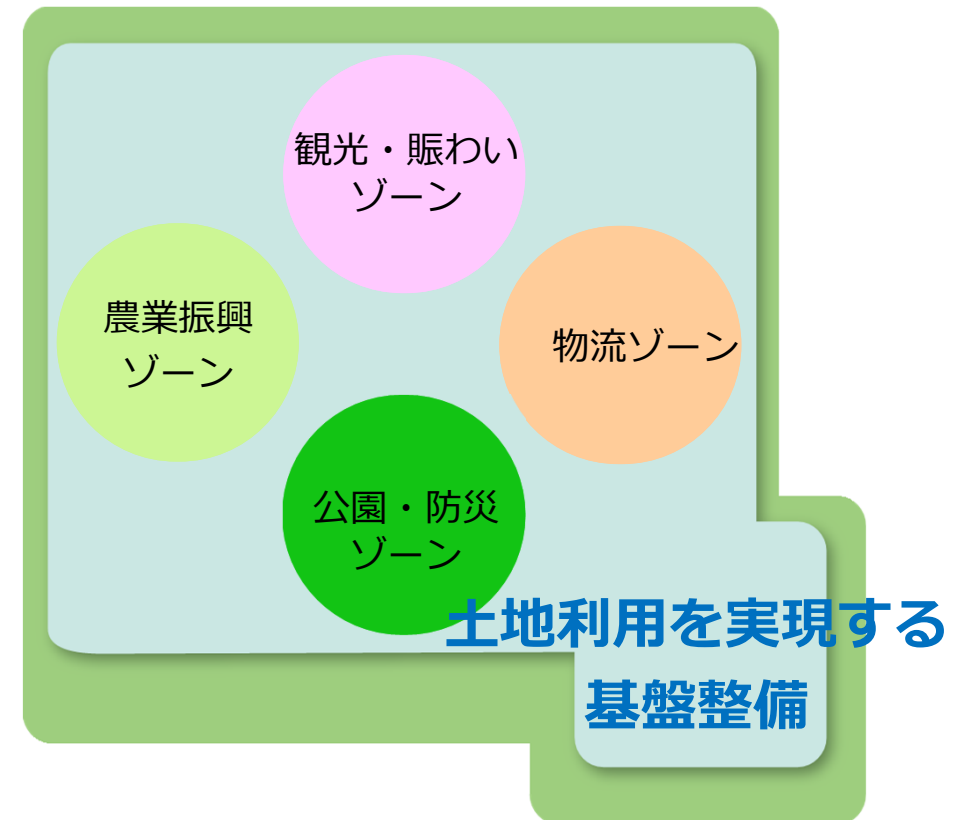 観光・賑わい
ゾーン
農業振興
ゾーン
物流ゾーン
公園・防災
ゾーン
土地利用を実現する
基盤整備